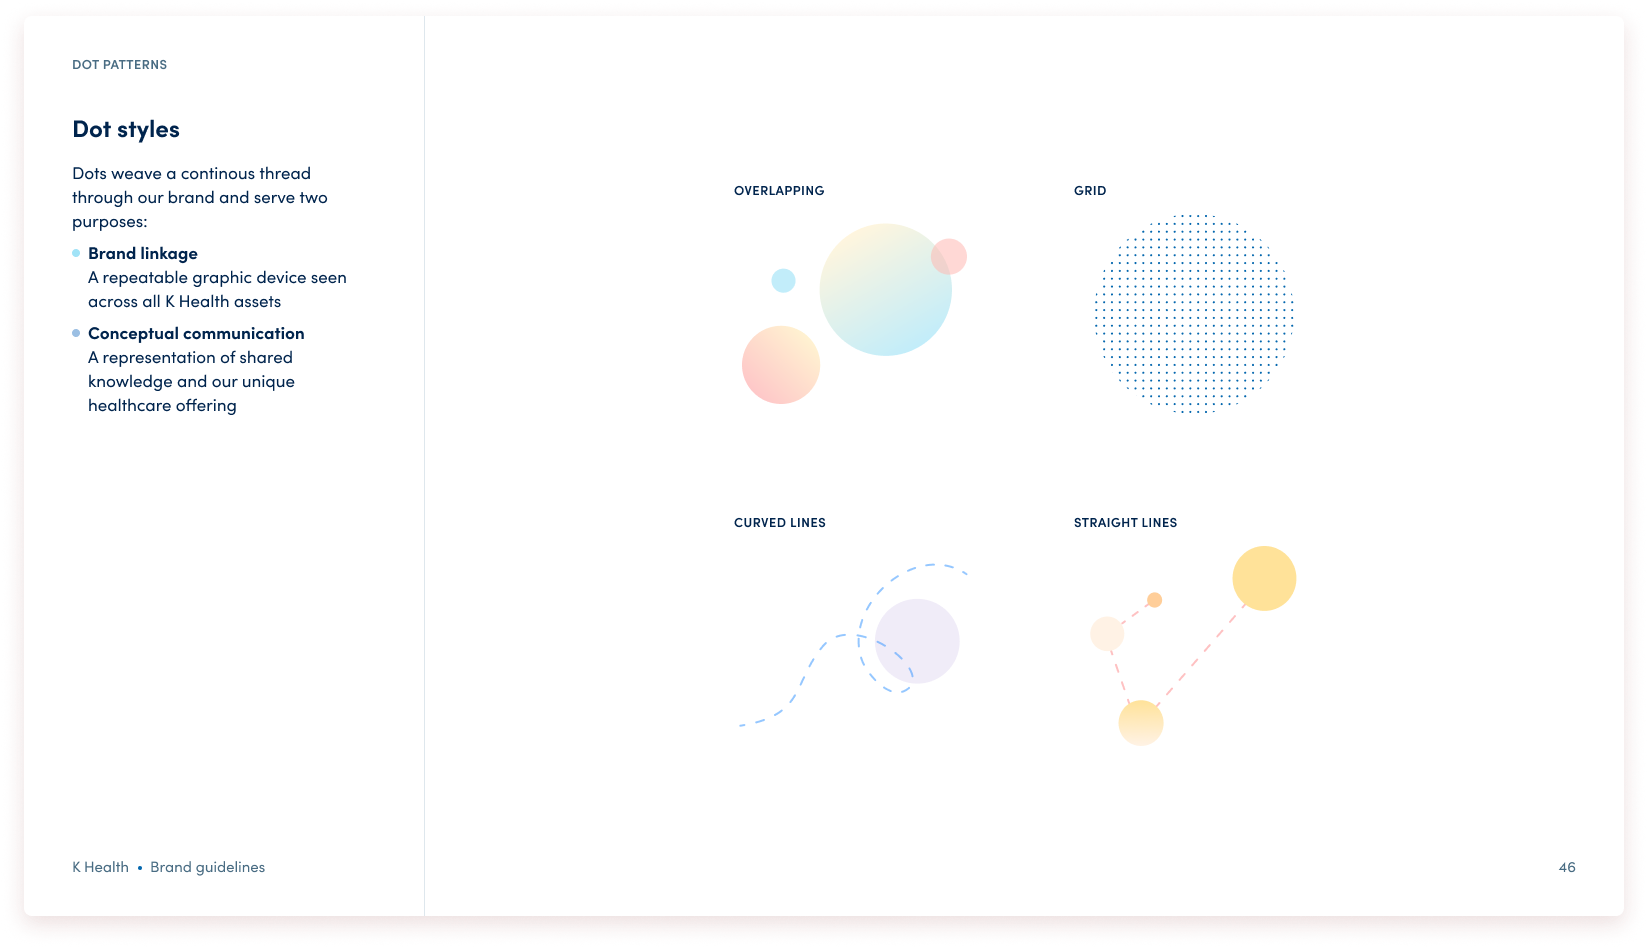 DOT PATTERNS
Dot styles
Dots weave a continous thread
through our brand and serve two
purposes:
Brand linkage
A repeatable graphic device seen
across all K Health assets
Conceptual communication
A representation of shared
knowledge and our unique
healthcare offering
OVERLAPPING
GRID
CURVED LINES
STRAIGHT LINES
K Health • Brand guidelines
46